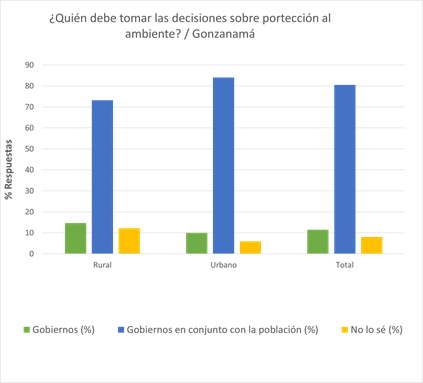 ¿Quién debe tomar las decisiones sobre portección al
ambiente? / Gonzanamá
% Respuestas
90
80
70
60
50
40
30
20
10
0
Rural
Urbano
Total
Gobiernos (%)
Gobiernos en conjunto con la población (%)
No lo sé (%)